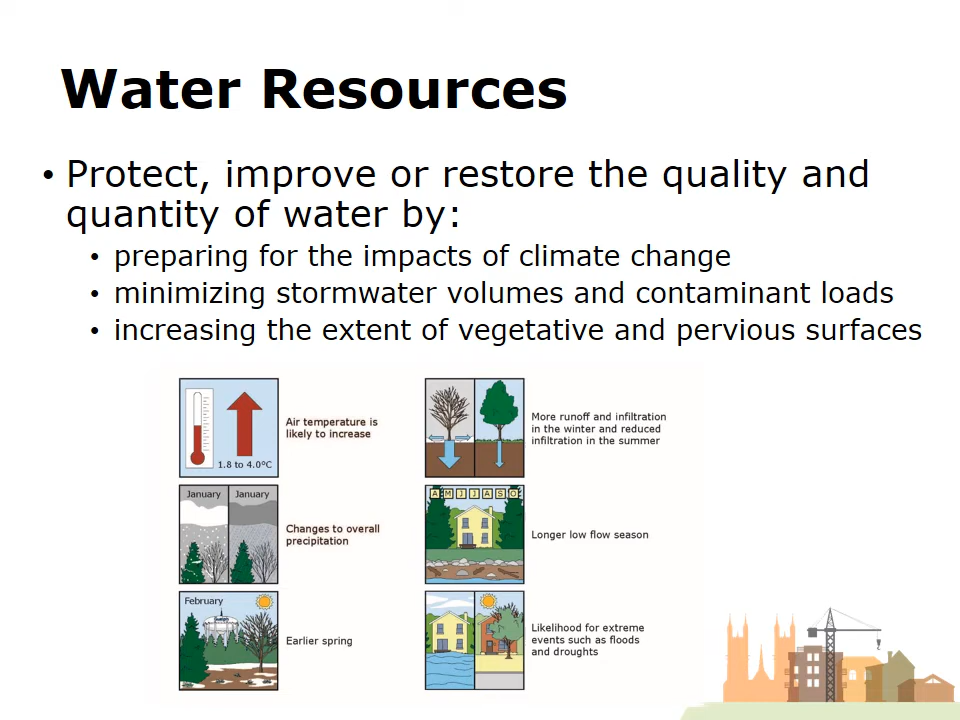 Water Resources
• Protect, improve or restore the quality and
quantity of water by:
• preparing for the impacts of climate change
• minimizing stormwater volumes and contaminant loads
• increasing the extent of vegetative and pervious surfaces
1.8 to 4.0°C
Air temperature is
likely to increase
More runoff and infiltration
in the winter and reduced
infiltration in the summer
January January
Changes to overall
precipitation
A M J J A S O
Longer low flow season
February
Earlier spring
Likelihood for extreme
events such as floods
and droughts